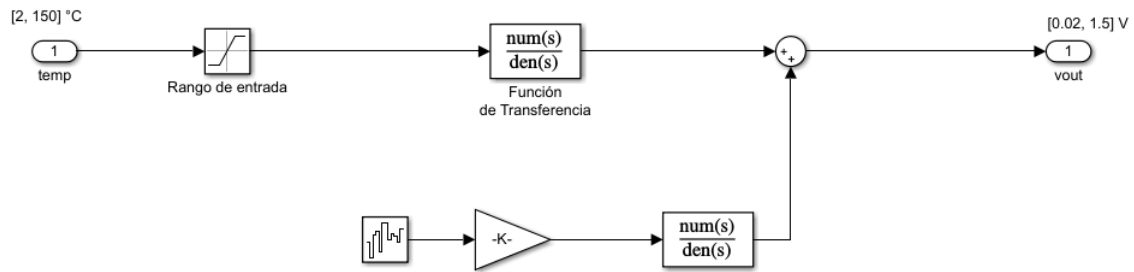 [2, 150] °C
1
temp
Rango de entrada
num(s)
den(s)
Función
de Transferencia
+
+
[0.02, 1.5] V
1
vout
-K-
num(s)
den(s)